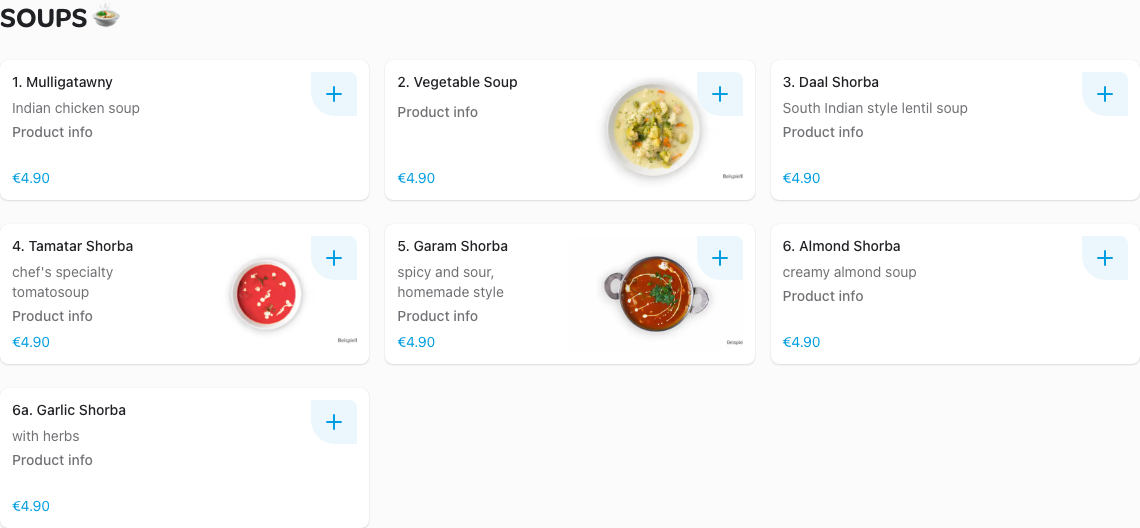 SOUPS
1. Mulligatawny
Indian chicken soup
Product info
€4.90
2. Vegetable Soup
Product info
€4.90
Beispiel!
3. Daal Shorba
South Indian style lentil soup
Product info
€4.90
4. Tamatar Shorba
chef's specialty
tomatosoup
Product info
€4.90
Beispiel!
5. Garam Shorba
spicy and sour,
homemade style
Product info
€4.90
Beispiel
6. Almond Shorba
creamy almond soup
Product info
€4.90
6a. Garlic Shorba
with herbs
Product info
€4.90